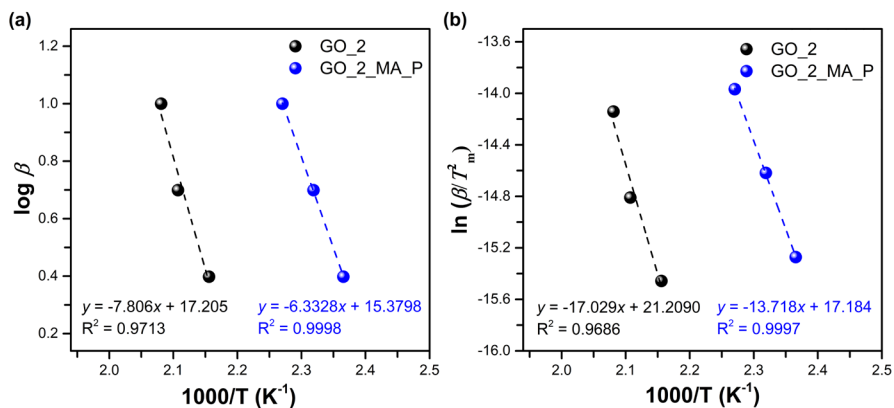 (a)
GO_2
GO_2_MA_P
log β
1.2
1.0
0.8
0.6
0.4
0.2
y = -7.806x + 17.205
R² = 0.9713
y = -6.3328x + 15.3798
R² = 0.9998
2.0 2.1 2.2 2.3 2.4 2.5
1000/T (K⁻¹)
(b)
GO_2
GO_2_MA_P
ln (β/T²m)
-13.6
-14.0
-14.4
-14.8
-15.2
-15.6
-16.0
y = -17.029x + 21.2090
R² = 0.9686
y = -13.718x + 17.184
R² = 0.9997
2.0 2.1 2.2 2.3 2.4 2.5
1000/T (K⁻¹)